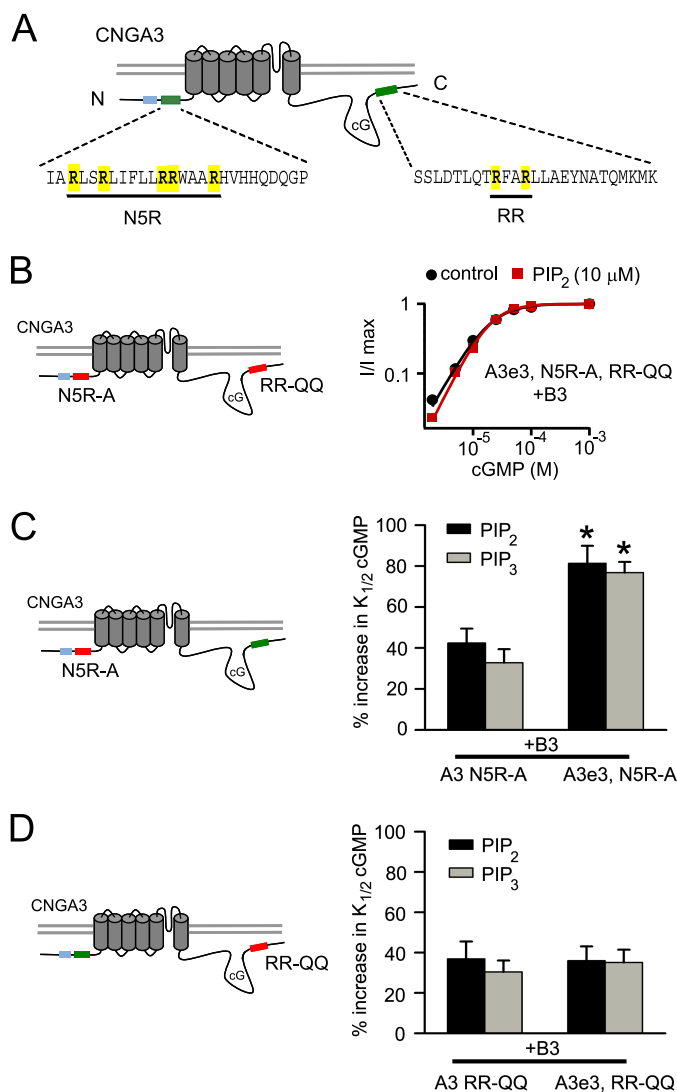 A
CNGA3
N
C
cG
IARLSRLIFLLRRWAARHVHHQDQGP
SSLDTLQTRFARLLAEYNATQMKMK
N5R
RR
B
control PIP2 (10 μM)
CNGA3
N5R-A
RR-QQ
cG
I/I max
1
0.1
A3e3, N5R-A, RR-QQ
+B3
10-5 10-4 10-3
cGMP (M)
C
CNGA3
N5R-A
cG
% increase in K1/2 cGMP
100
80
60
40
20
0
PIP2
PIP3
* *
+B3
A3 N5R-A A3e3, N5R-A
D
CNGA3
RR-QQ
cG
% increase in K1/2 cGMP
100
80
60
40
20
0
PIP2
PIP3
+B3
A3 RR-QQ A3e3, RR-QQ